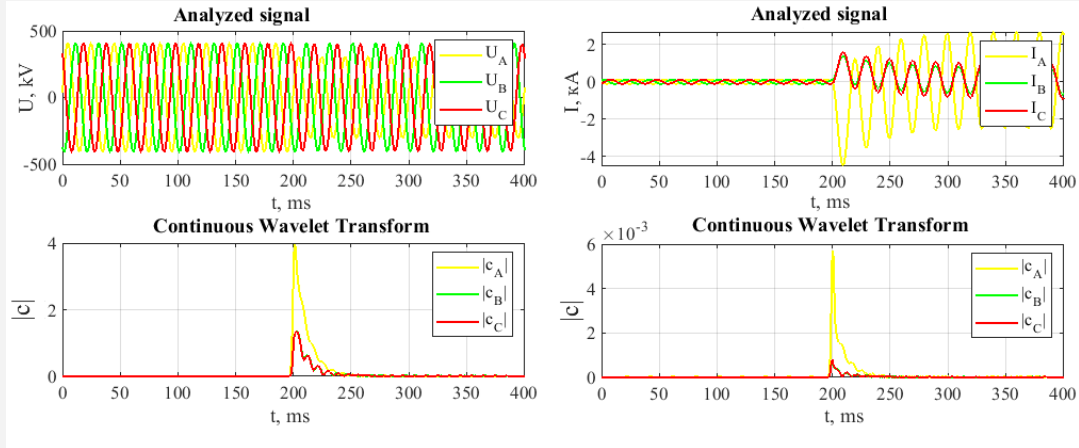 Analyzed signal
500
0
-500
U, kV
U_A
U_B
U_C
0 50 100 150 200 250 300 350 400
t, ms
Analyzed signal
2
0
-2
-4
I, кА
I_A
I_B
I_C
0 50 100 150 200 250 300 350 400
t, ms
Continuous Wavelet Transform
4
2
0
|c|
|c_A|
|c_B|
|c_C|
0 50 100 150 200 250 300 350 400
t, ms
Continuous Wavelet Transform
×10^-3
6
4
2
0
|c|
|c_A|
|c_B|
|c_C|
0 50 100 150 200 250 300 350 400
t, ms